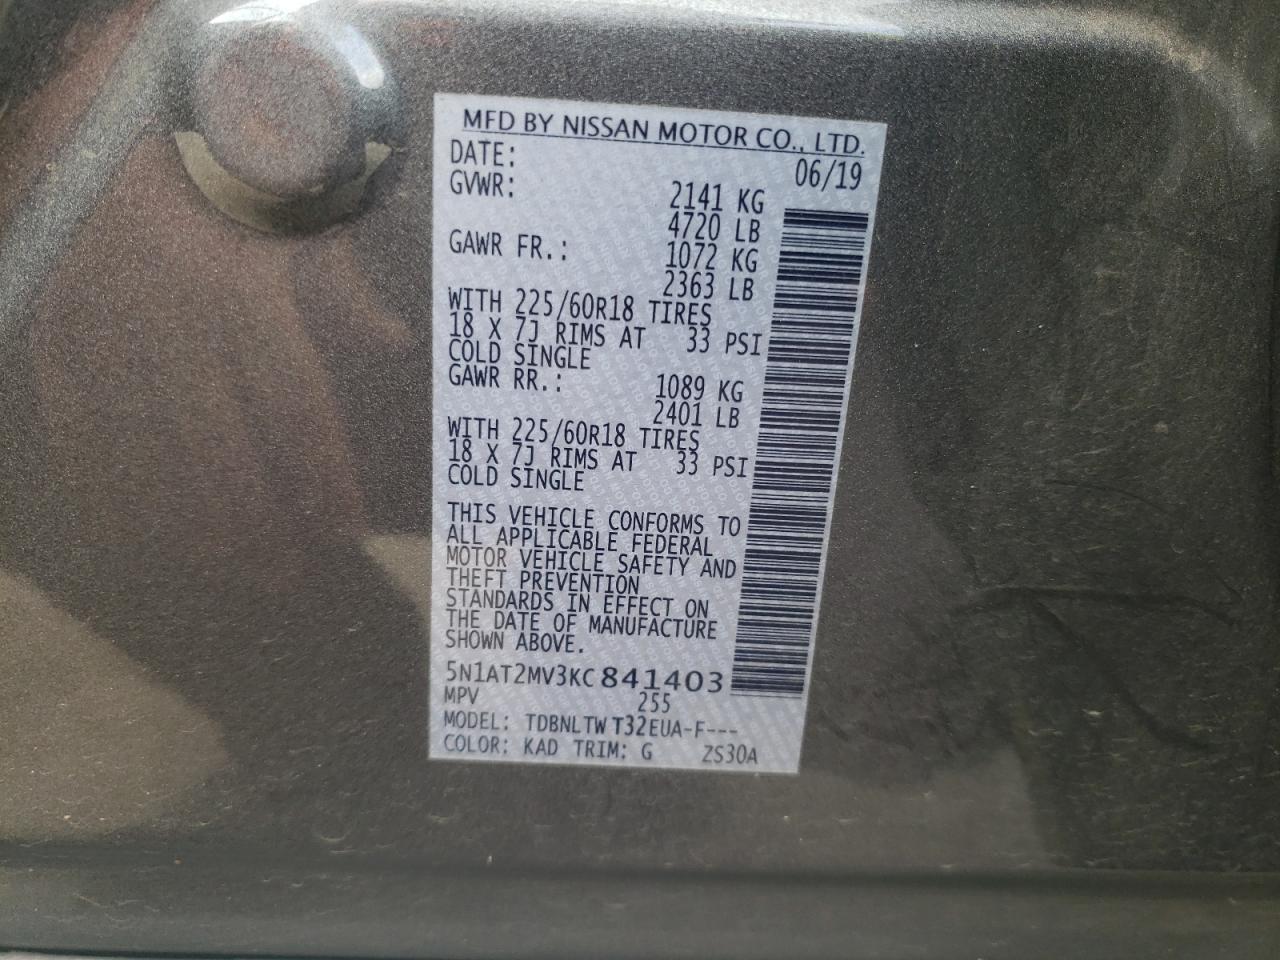 MFD BY NISSAN MOTOR CO., LTD.
DATE: 06/19
GVWR: 2141 KG
4720 LB
GAWR FR.: 1072 KG
2363 LB
WITH 225/60R18 TIRES
18 X 7J RIMS AT 33 PSI
COLD SINGLE
GAWR RR.: 1089 KG
2401 LB
WITH 225/60R18 TIRES
18 X 7J RIMS AT 33 PSI
COLD SINGLE
THIS VEHICLE CONFORMS TO
ALL APPLICABLE FEDERAL
MOTOR VEHICLE SAFETY AND
THEFT PREVENTION
STANDARDS IN EFFECT ON
THE DATE OF MANUFACTURE
SHOWN ABOVE.
5N1AT2MV3KC841403
MPV 255
MODEL: TDBNLTW T32EUA-F---
COLOR: KAD TRIM: G ZS30A